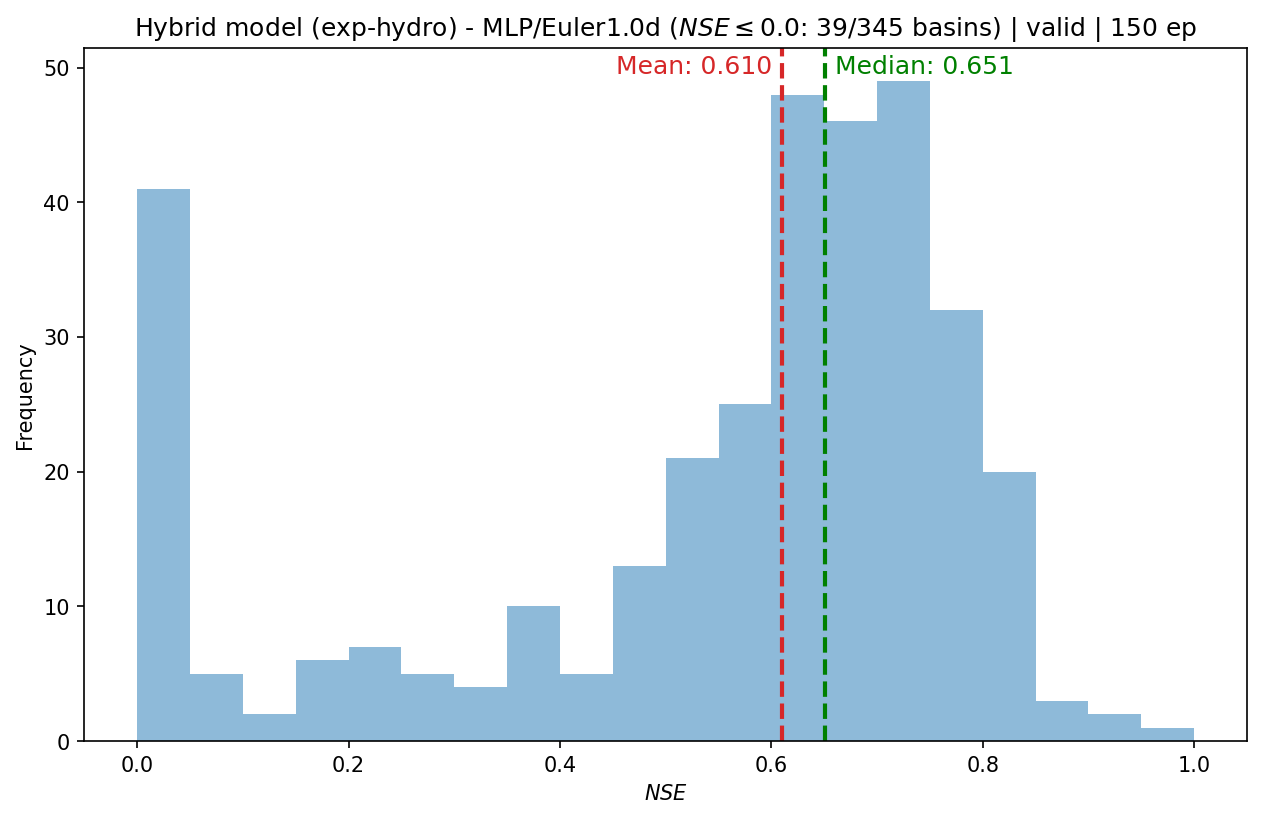 Hybrid model (exp-hydro) - MLP/Euler1.0d (NSE ≤ 0.0: 39/345 basins) | valid | 150 ep
Mean: 0.610
Median: 0.651
50
40
30
20
10
0
Frequency
0.0
0.2
0.4
0.6
0.8
1.0
NSE